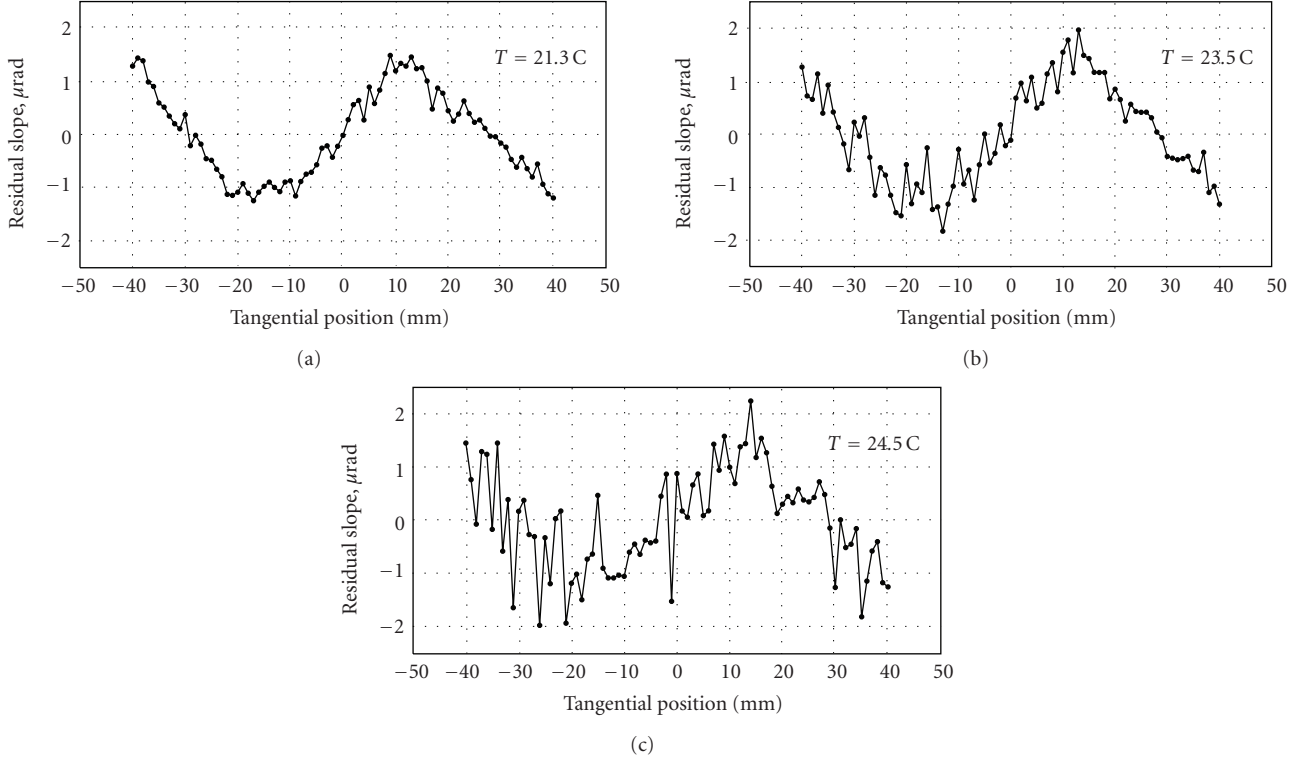 2
1
0
−1
−2
Residual slope, μrad
T = 21.3 C
−50 −40 −30 −20 −10 0 10 20 30 40 50
Tangential position (mm)
(a)
2
1
0
−1
−2
Residual slope, μrad
T = 23.5 C
−50 −40 −30 −20 −10 0 10 20 30 40 50
Tangential position (mm)
(b)
2
1
0
−1
−2
Residual slope, μrad
T = 24.5 C
−50 −40 −30 −20 −10 0 10 20 30 40 50
Tangential position (mm)
(c)